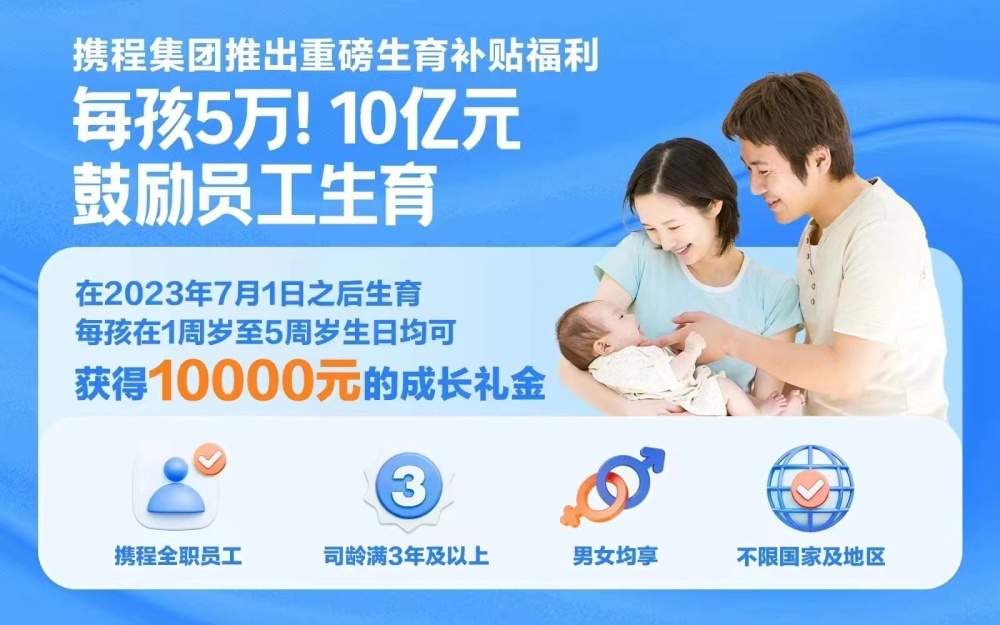 携程集团推出重磅生育补贴福利
每孩5万! 10亿元
鼓励员工生育
在2023年7月1日之后生育
每孩在1周岁至5周岁生日均可
获得10000元的成长礼金
3
携程全职员工
司龄满3年及以上
男女均享
不限国家及地区